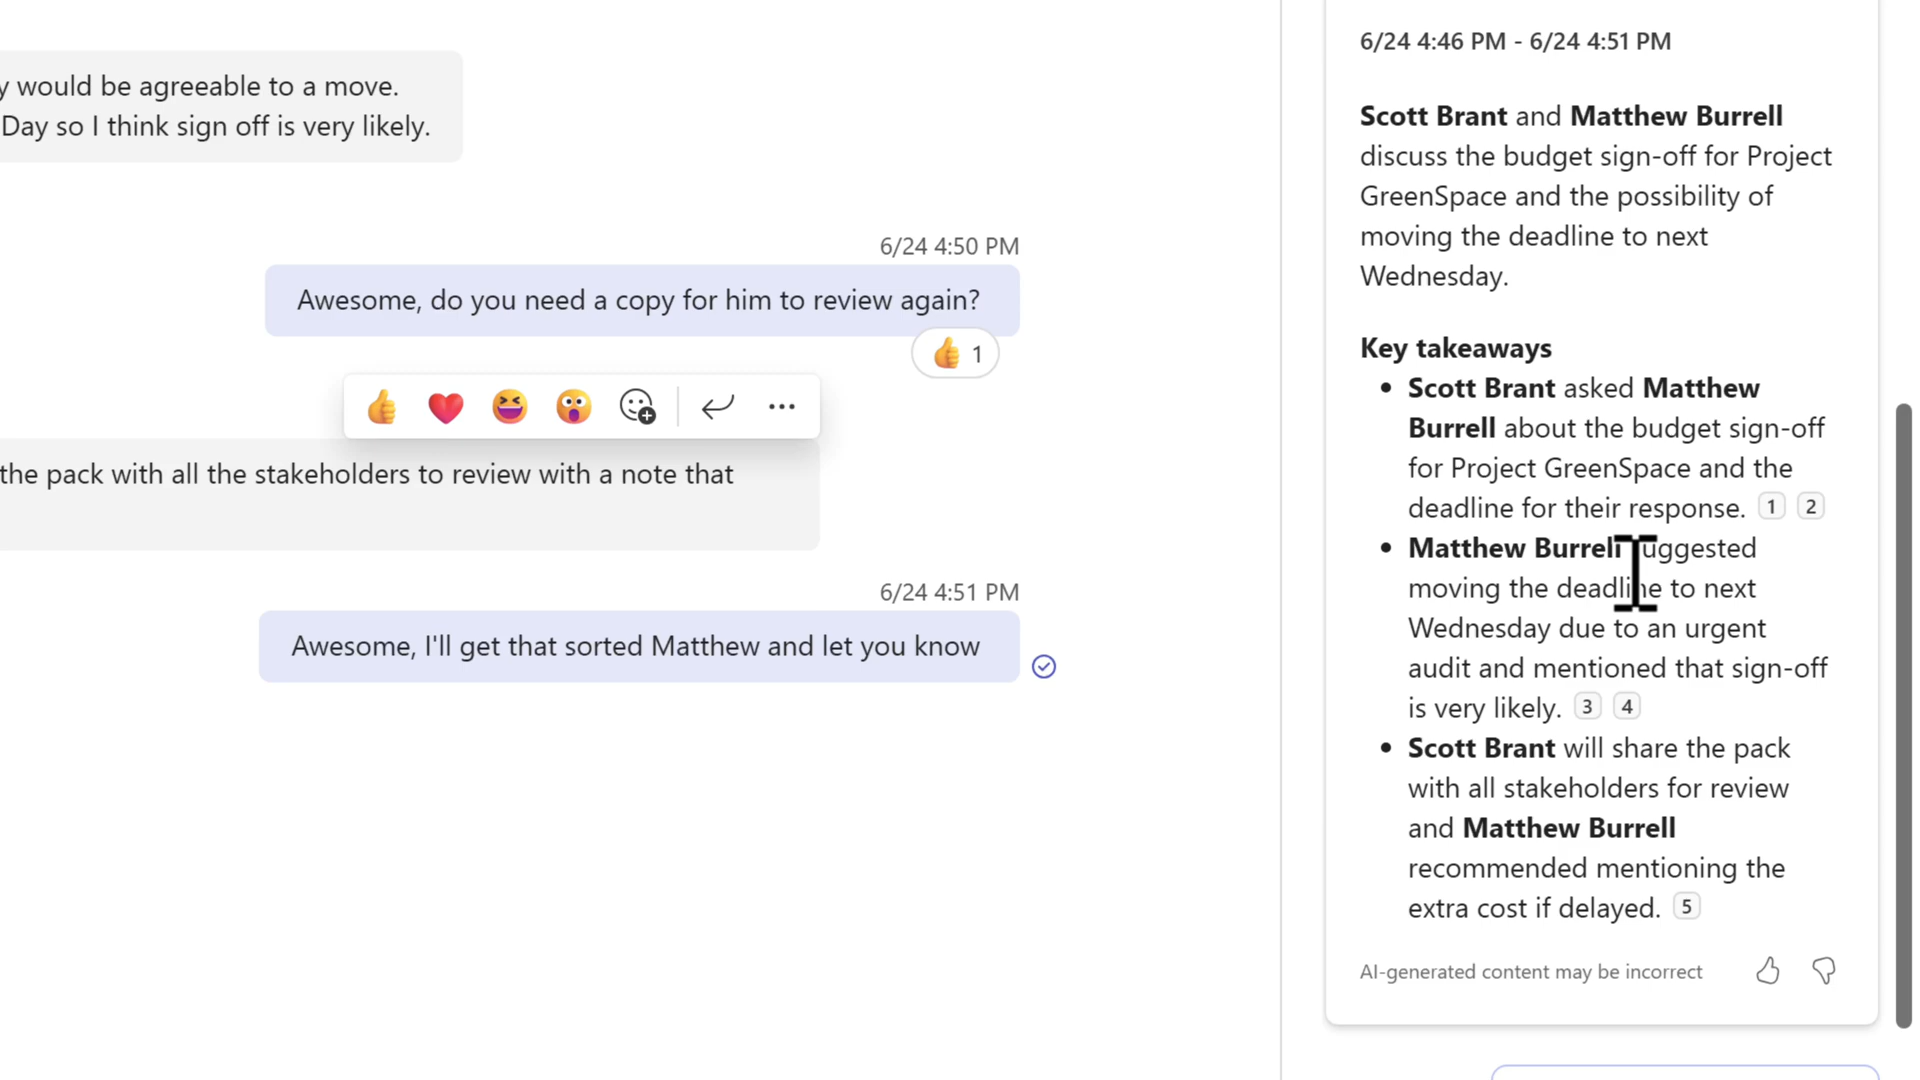 y would be agreeable to a move.
Day so I think sign off is very likely.
6/24 4:50 PM
Awesome, do you need a copy for him to review again?
1
the pack with all the stakeholders to review with a note that
6/24 4:51 PM
Awesome, I'll get that sorted Matthew and let you know
6/24 4:46 PM - 6/24 4:51 PM
Scott Brant and Matthew Burrell
discuss the budget sign-off for Project
GreenSpace and the possibility of
moving the deadline to next
Wednesday.
Key takeaways
• Scott Brant asked Matthew
Burrell about the budget sign-off
for Project GreenSpace and the
deadline for their response. 1 2
• Matthew Burrell suggested
moving the deadline to next
Wednesday due to an urgent
audit and mentioned that sign-off
is very likely. 3 4
• Scott Brant will share the pack
with all stakeholders for review
and Matthew Burrell
recommended mentioning the
extra cost if delayed. 5
AI-generated content may be incorrect